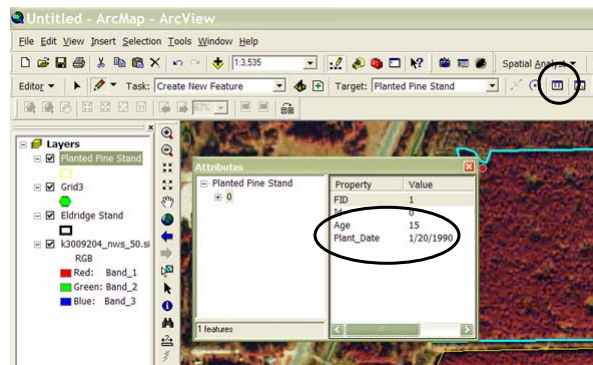 Untitled - ArcMap - ArcView
File Edit View Insert Selection Tools Window Help
1:3,535 Spatial Analyst
Editor Task: Create New Feature Target: Planted Pine Stand
67%
Layers
Planted Pine Stand
Grid3
Eldridge Stand
k3009204_nws_50.si
RGB
Red: Band_1
Green: Band_2
Blue: Band_3
Attributes
Planted Pine Stand
0
Property Value
FID 1
Id 0
Age 15
Plant_Date 1/20/1990
1 features